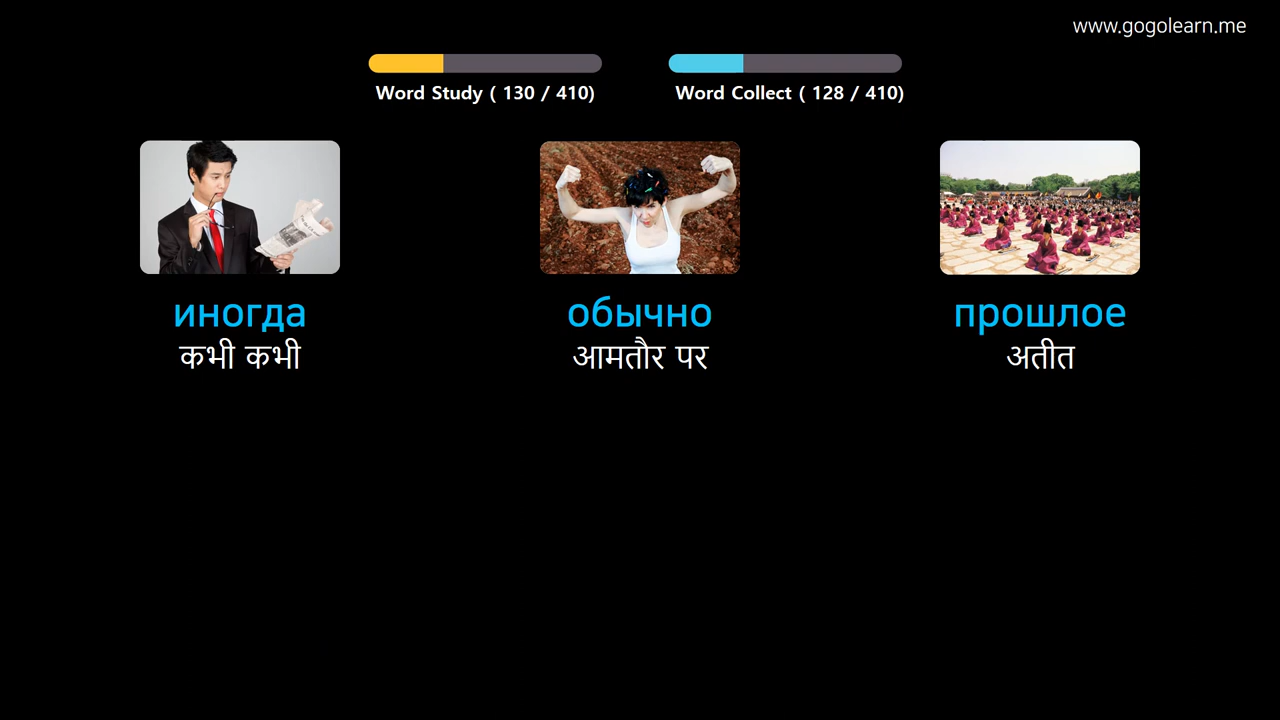 www.gogolearn.me
Word Study ( 130 / 410)
Word Collect ( 128 / 410)
иногда
कभी कभी
обычно
आमतौर पर
прошлое
अतीत